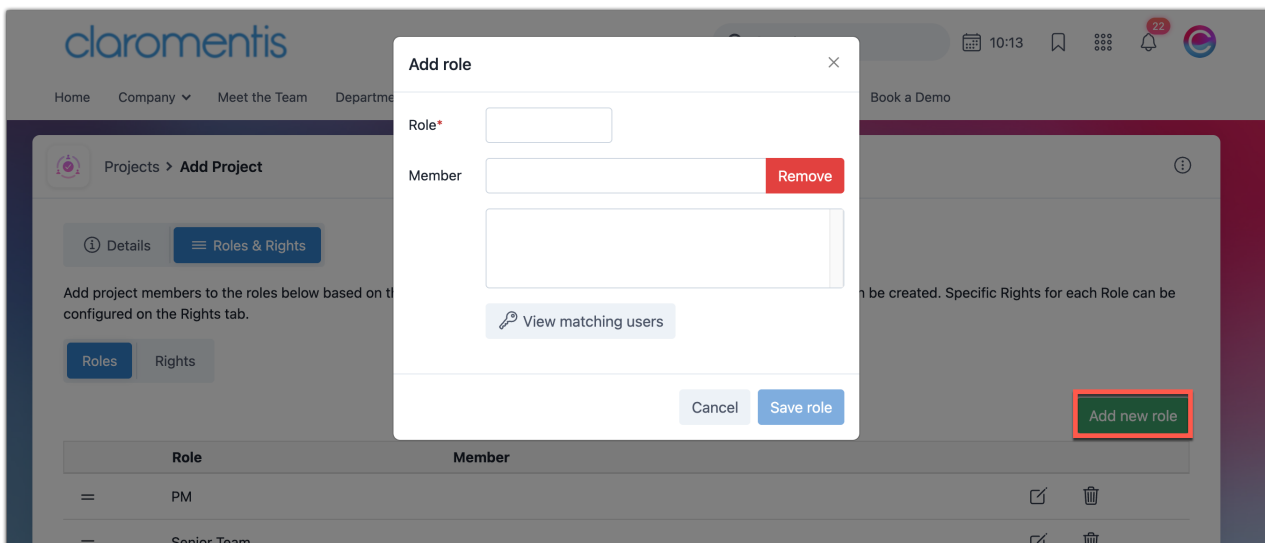 claromentis
10:13
22
Home Company Meet the Team Departme Book a Demo
Add role
Role*
Member Remove
View matching users
Cancel Save role
Projects > Add Project
Details Roles & Rights
Add project members to the roles below based on t n be created. Specific Rights for each Role can be
configured on the Rights tab.
Roles Rights
Add new role
Role Member
PM
Senior Team